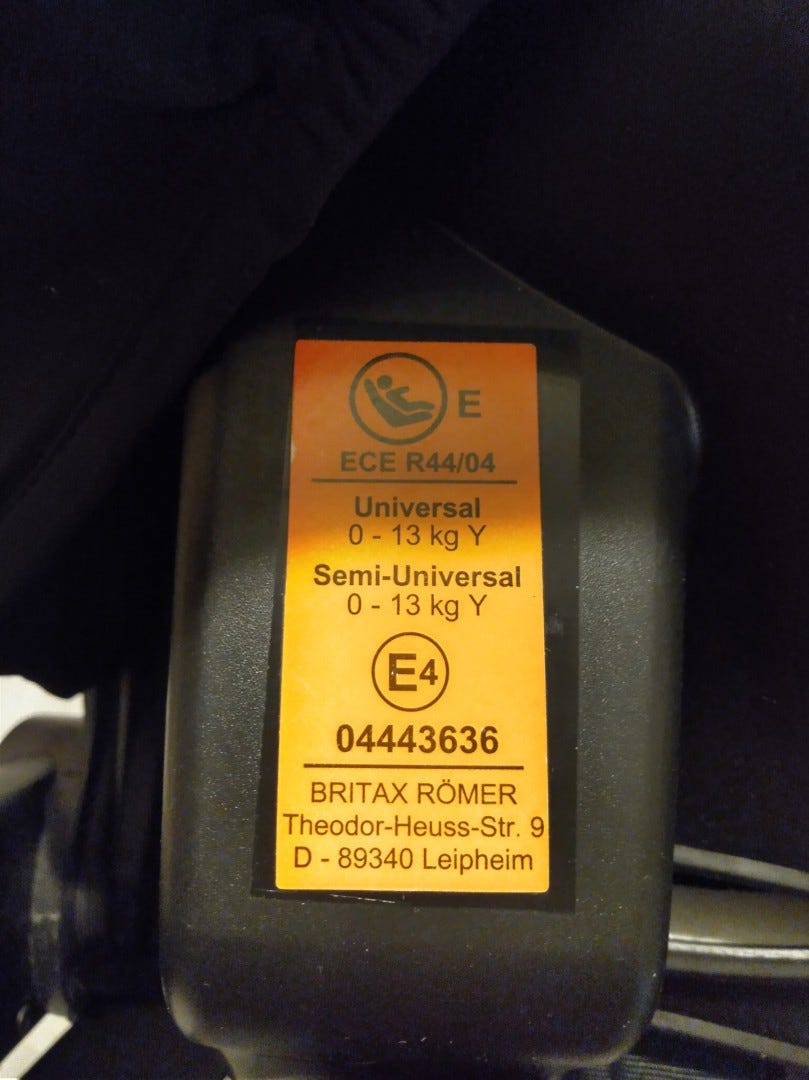 E
ECE R44/04
Universal
0 - 13 kg Y
Semi-Universal
0 - 13 kg Y
E4
04443636
BRITAX RÖMER
Theodor-Heuss-Str. 9
D - 89340 Leipheim